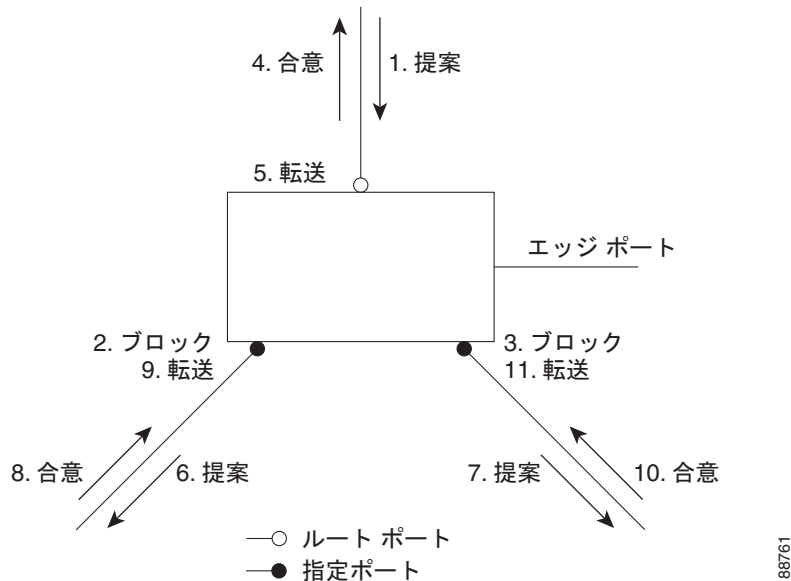 4. 合意
1. 提案
5. 転送
エッジ ポート
2. ブロック
9. 転送
3. ブロック
11. 転送
8. 合意
6. 提案
7. 提案
10. 合意
ルート ポート
指定ポート
88761